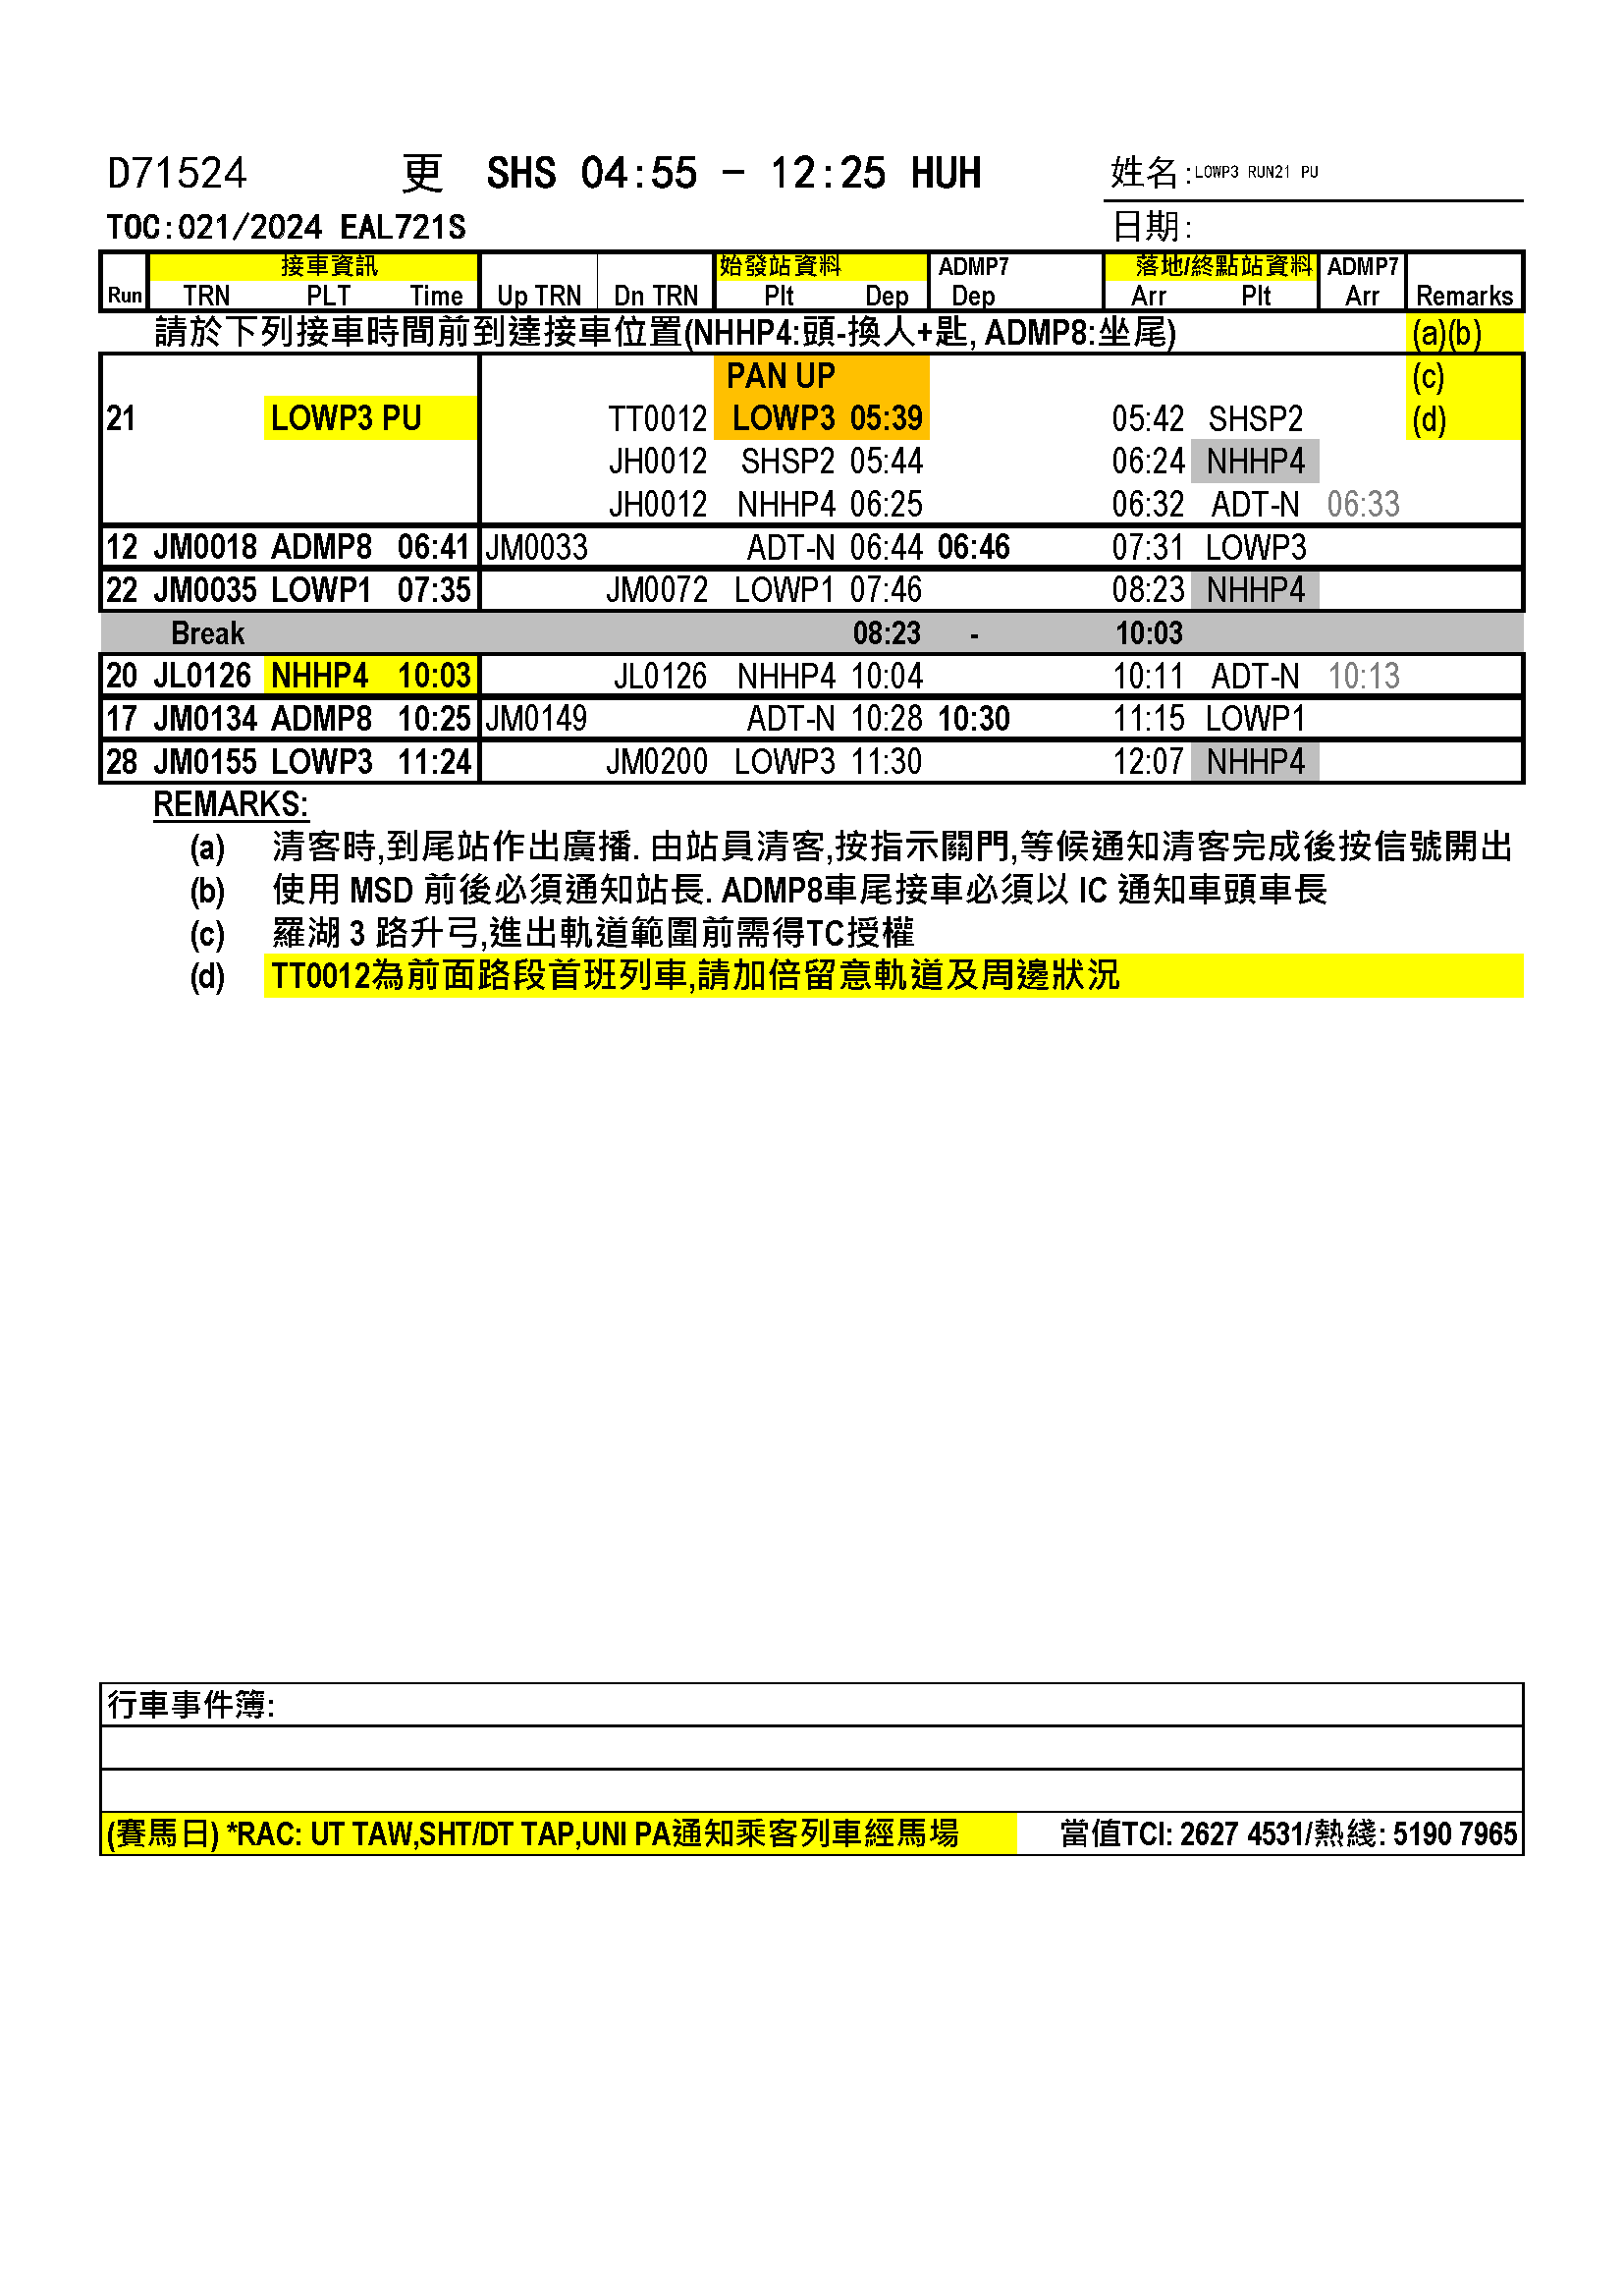 D71524 更 SHS 04:55 - 12:25 HUH 姓名:LOWP3 RUN21 PU
TOC:021/2024 EAL721S 日期:
接車資訊 始發站資料 ADMP7 落地/終點站資料 ADMP7
Run TRN PLT Time Up TRN Dn TRN Plt Dep Dep Arr Plt Arr Remarks
請於下列接車時間前到達接車位置(NHHP4:頭-換人+匙, ADMP8:坐尾) (a)(b)
PAN UP (c)
21 LOWP3 PU TT0012 LOWP3 05:39 05:42 SHSP2 (d)
JH0012 SHSP2 05:44 06:24 NHHP4
JH0012 NHHP4 06:25 06:32 ADT-N 06:33
12 JM0018 ADMP8 06:41 JM0033 ADT-N 06:44 06:46 07:31 LOWP3
22 JM0035 LOWP1 07:35 JM0072 LOWP1 07:46 08:23 NHHP4
Break 08:23 - 10:03
20 JL0126 NHHP4 10:03 JL0126 NHHP4 10:04 10:11 ADT-N 10:13
17 JM0134 ADMP8 10:25 JM0149 ADT-N 10:28 10:30 11:15 LOWP1
28 JM0155 LOWP3 11:24 JM0200 LOWP3 11:30 12:07 NHHP4
REMARKS:
(a) 清客時,到尾站作出廣播. 由站員清客,按指示關門,等候通知清客完成後按信號開出
(b) 使用 MSD 前後必須通知站長. ADMP8車尾接車必須以 IC 通知車頭車長
(c) 羅湖 3 路升弓,進出軌道範圍前需得TC授權
(d) TT0012為前面路段首班列車,請加倍留意軌道及周邊狀況
行車事件簿:
(賽馬日) *RAC: UT TAW,SHT/DT TAP,UNI PA通知乘客列車經馬場 當值TCI: 2627 4531/熱綫: 5190 7965